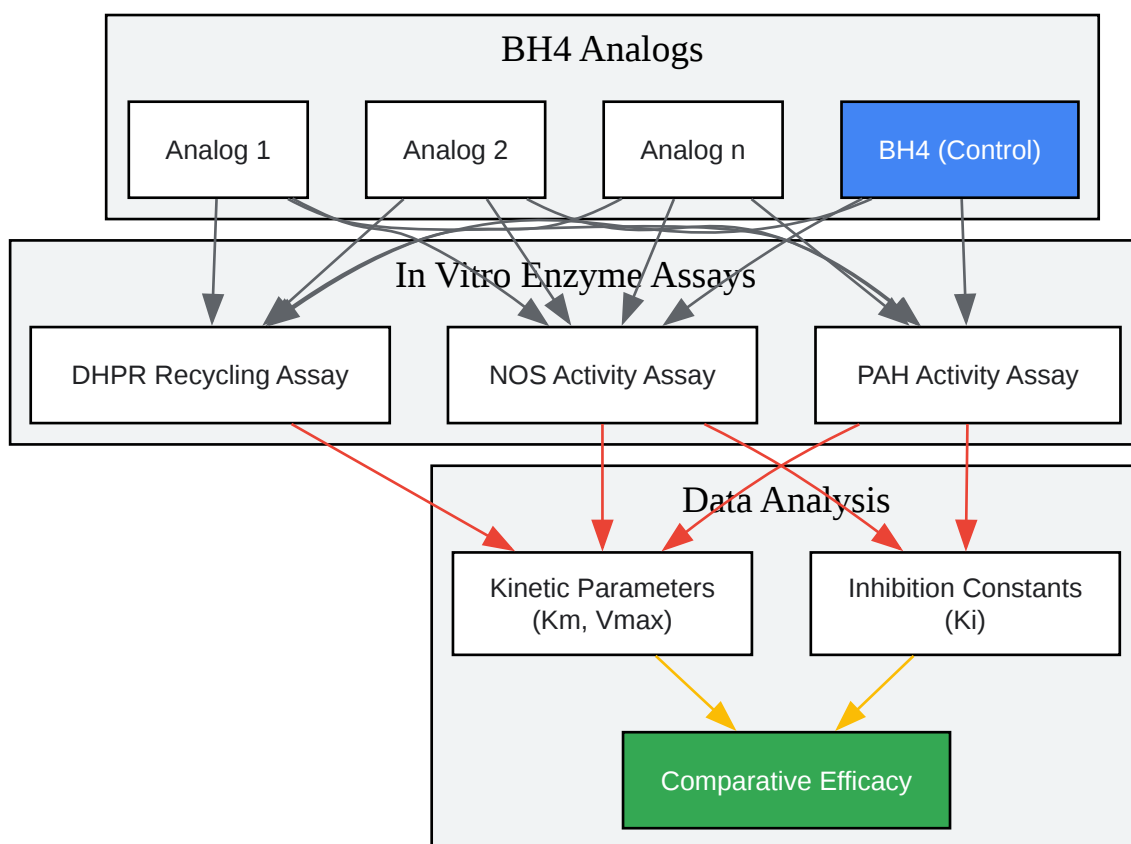 BH4 Analogs
Analog 1
Analog 2
Analog n
BH4 (Control)
In Vitro Enzyme Assays
DHPR Recycling Assay
NOS Activity Assay
PAH Activity Assay
Data Analysis
Kinetic Parameters
(Km, Vmax)
Inhibition Constants
(Ki)
Comparative Efficacy